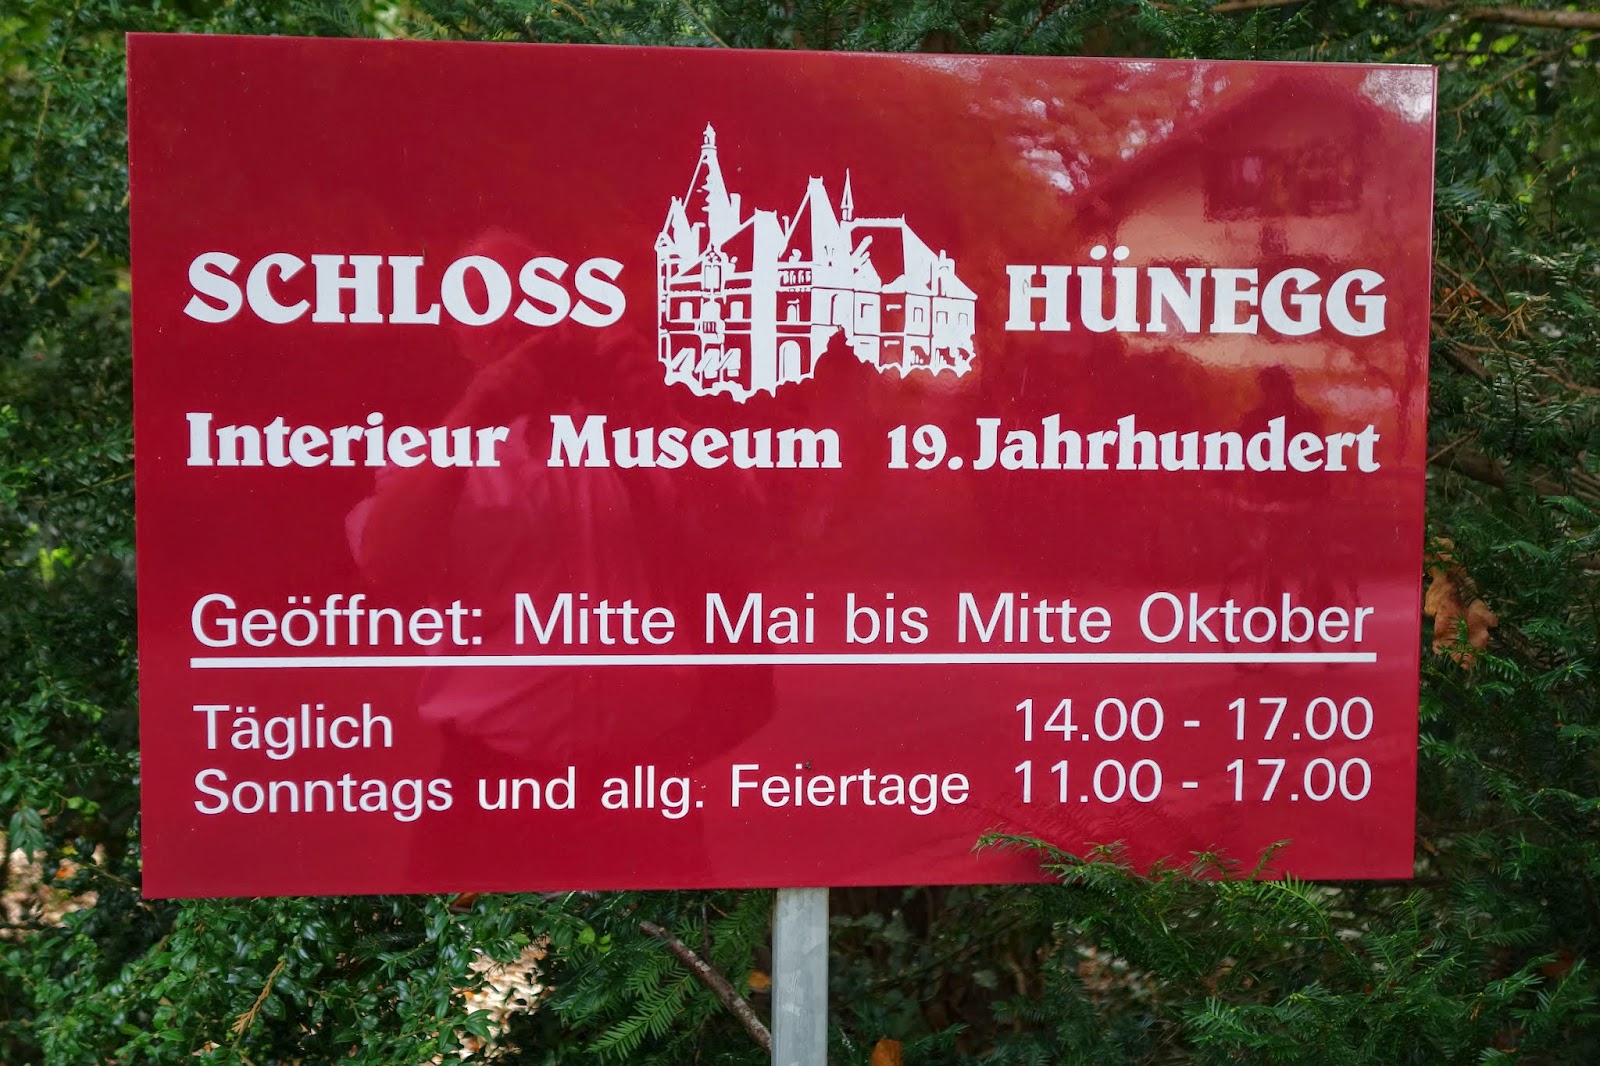 SCHLOSS HÜNEGG
Interieur Museum 19. Jahrhundert
Geöffnet: Mitte Mai bis Mitte Oktober
Täglich 14.00 - 17.00
Sonntags und allg. Feiertage 11.00 - 17.00